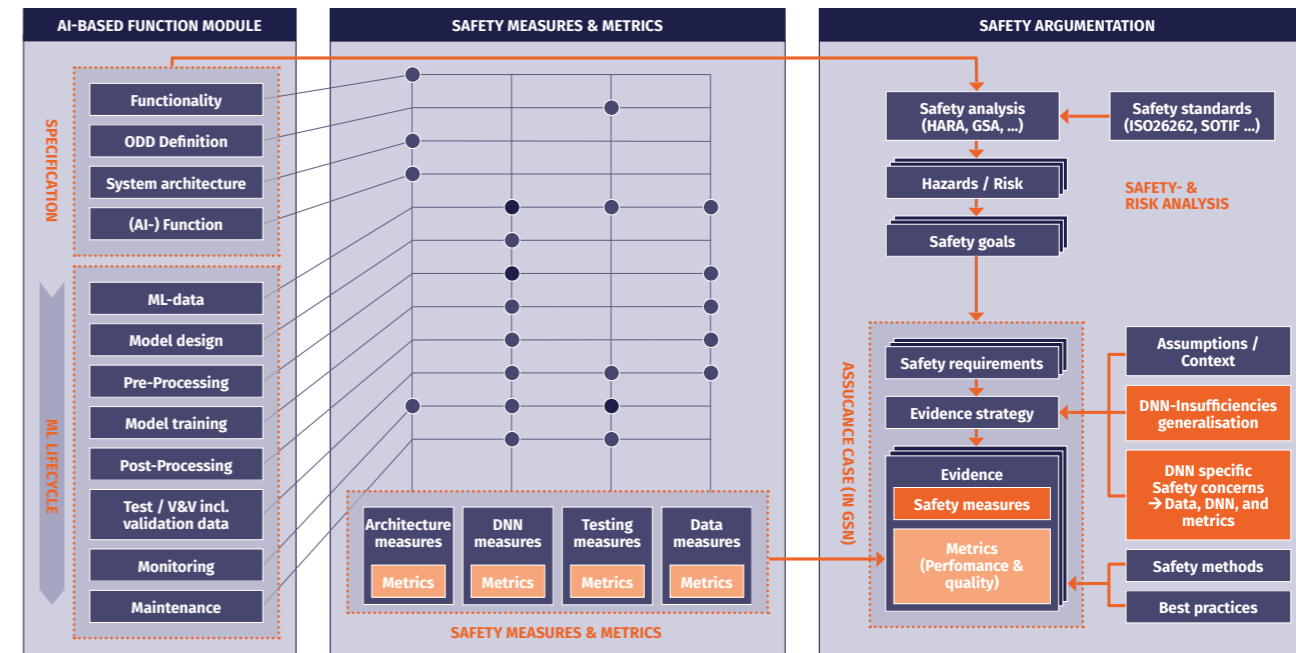 AI-BASED FUNCTION MODULE
SPECIFICATION
Functionality
ODD Definition
System architecture
(AI-) Function
ML LIFECYCLE
ML-data
Model design
Pre-Processing
Model training
Post-Processing
Test / V&V incl.
validation data
Monitoring
Maintenance
SAFETY MEASURES & METRICS
Architecture
measures
Metrics
DNN
measures
Metrics
Testing
measures
Metrics
Data
measures
Metrics
SAFETY MEASURES & METRICS
SAFETY ARGUMENTATION
Safety analysis
(HARA, GSA, ...)
Safety standards
(ISO26262, SOTIF ...)
Hazards / Risk
Safety goals
SAFETY- &
RISK ANALYSIS
ASSUCANCE CASE (IN GSN)
Safety requirements
Evidence strategy
Evidence
Safety measures
Metrics
(Perfomance &
quality)
Assumptions /
Context
DNN-Insufficiencies
generalisation
DNN specific
Safety concerns
→ Data, DNN, and
metrics
Safety methods
Best practices